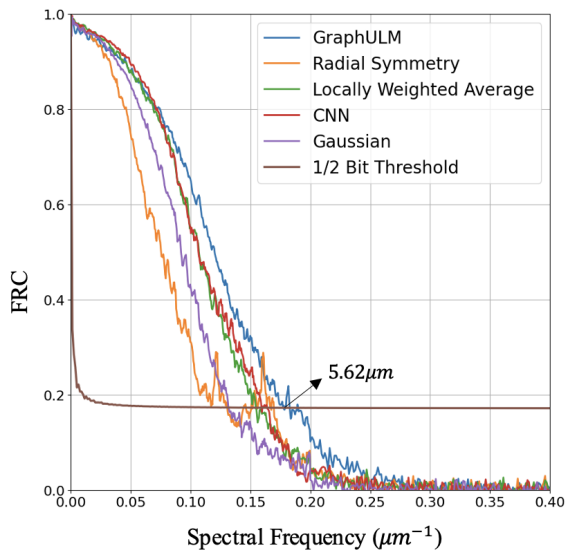 GraphULM
Radial Symmetry
Locally Weighted Average
CNN
Gaussian
1/2 Bit Threshold
1.0
0.8
0.6
0.4
0.2
0.0
FRC
5.62μm
0.00 0.05 0.10 0.15 0.20 0.25 0.30 0.35 0.40
Spectral Frequency (μm⁻¹)